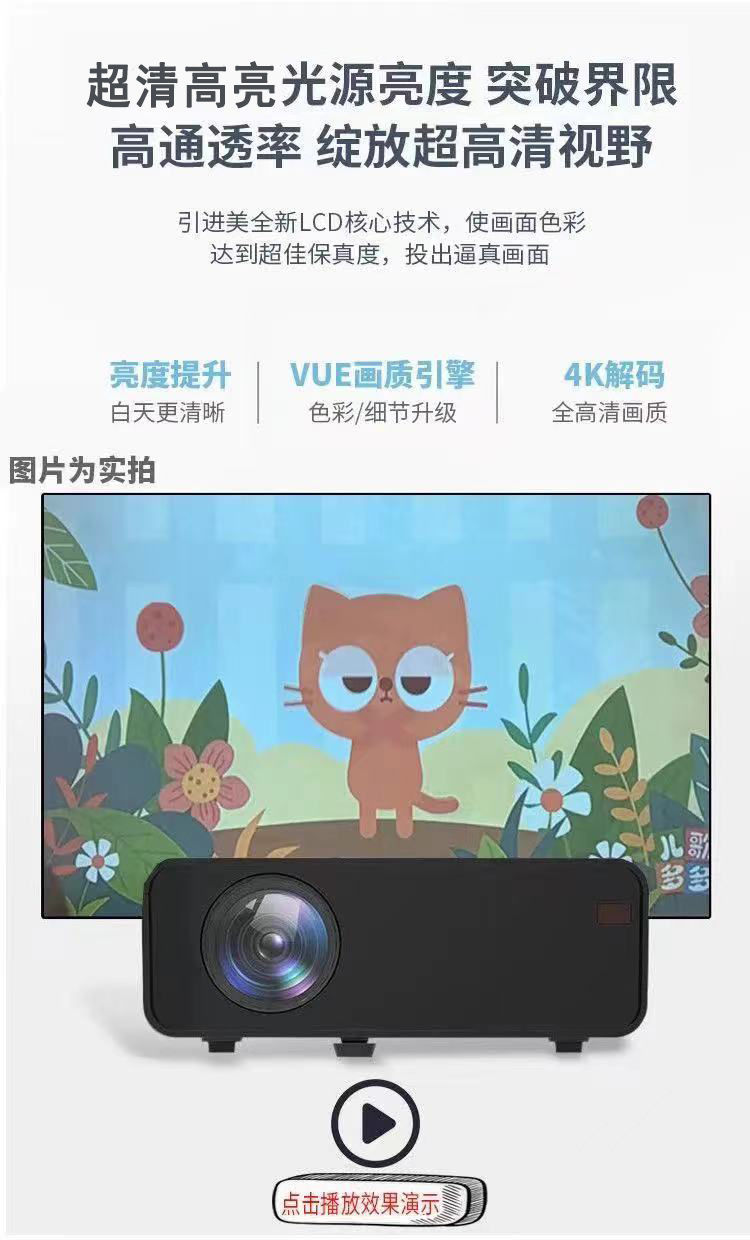 超清高亮光源亮度 突破界限
高通透率 绽放超高清视野
引进美全新LCD核心技术，使画面色彩
达到超佳保真度，投出逼真画面
亮度提升
白天更清晰
VUE画质引擎
色彩/细节升级
4K解码
全高清画质
图片为实拍
点击播放效果演示